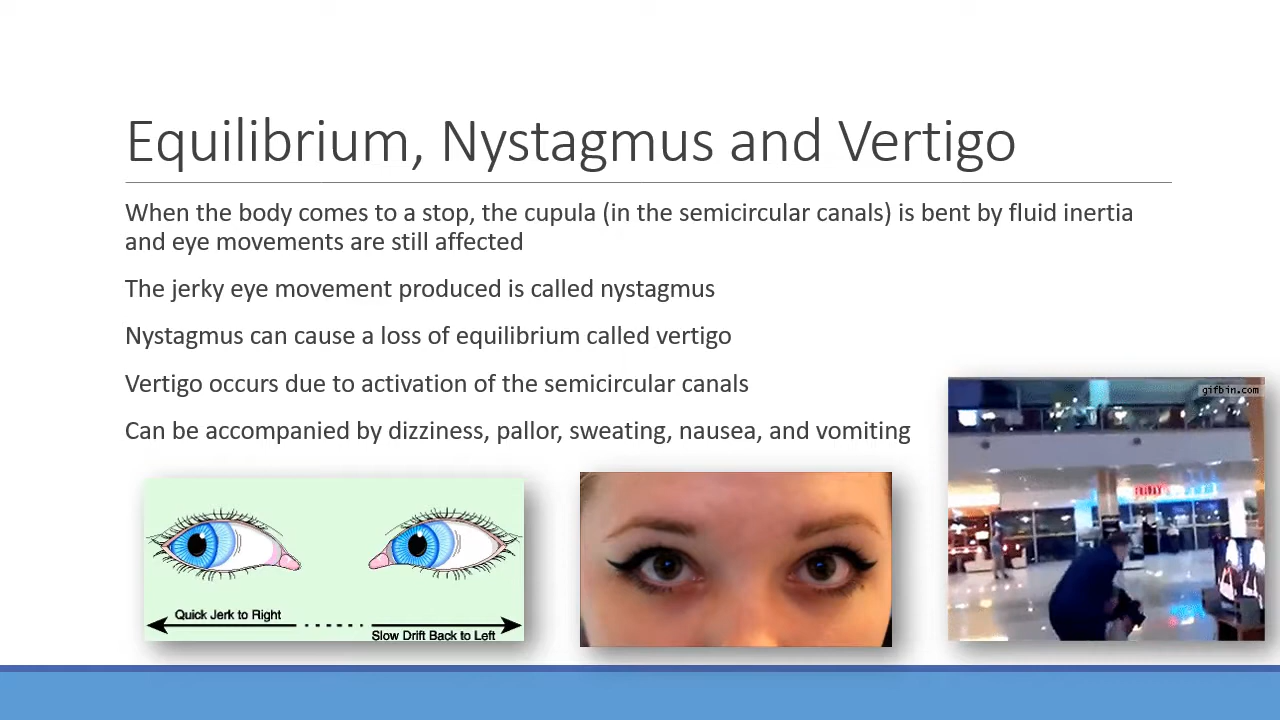 Equilibrium, Nystagmus and Vertigo
When the body comes to a stop, the cupula (in the semicircular canals) is bent by fluid inertia
and eye movements are still affected
The jerky eye movement produced is called nystagmus
Nystagmus can cause a loss of equilibrium called vertigo
Vertigo occurs due to activation of the semicircular canals
Can be accompanied by dizziness, pallor, sweating, nausea, and vomiting
gifbin.com
Quick Jerk to Right
Slow Drift Back to Left